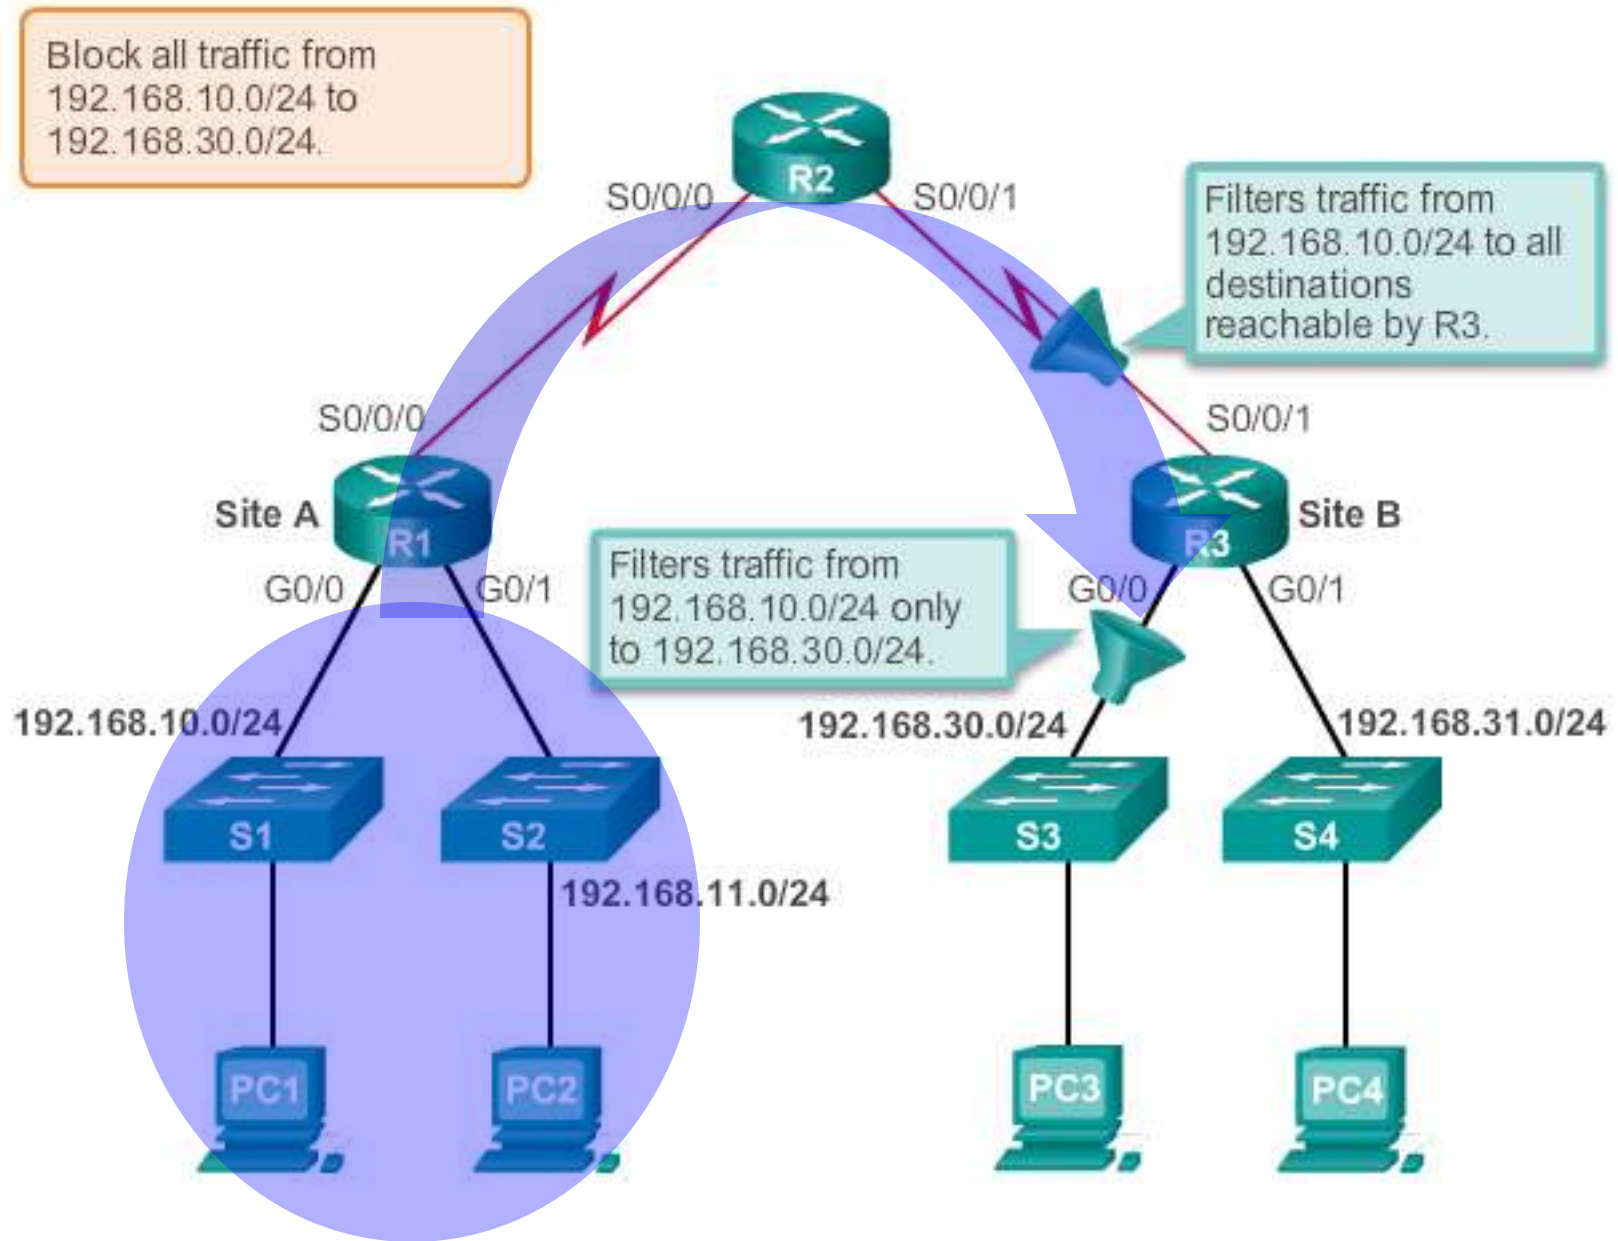 Block all traffic from
192.168.10.0/24 to
192.168.30.0/24.
R2
S0/0/0
S0/0/1
Filters traffic from
192.168.10.0/24 to all
destinations
reachable by R3.
S0/0/0
S0/0/1
Site A
R1
R3
Site B
G0/0
G0/1
Filters traffic from
192.168.10.0/24 only
to 192.168.30.0/24.
G0/0
G0/1
192.168.10.0/24
192.168.30.0/24
192.168.31.0/24
S1
S2
S3
S4
192.168.11.0/24
PC1
PC2
PC3
PC4